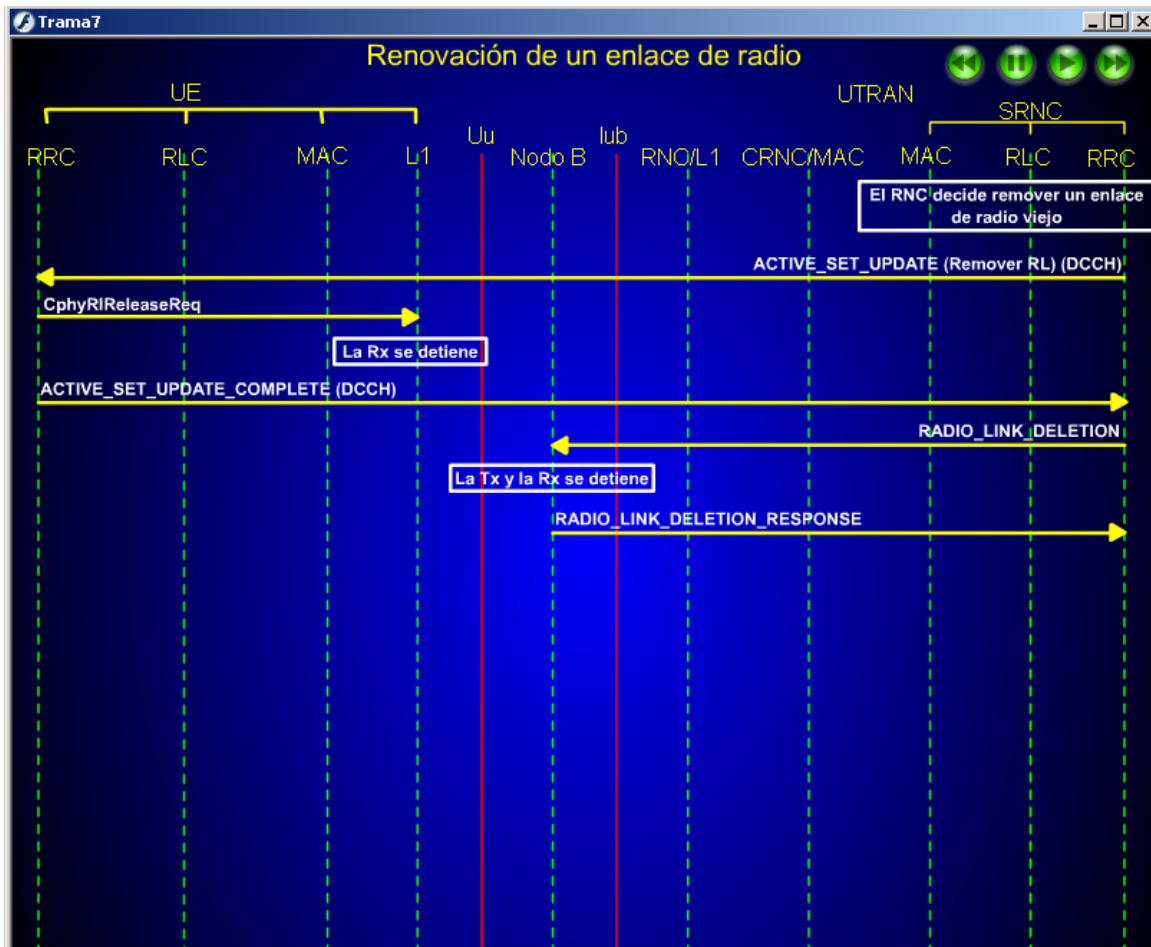 Trama7
Renovación de un enlace de radio
UE
UTRAN
SRNC
Uu
Iub
RRC
RLC
MAC
L1
Nodo B
RNO/L1
CRNC/MAC
MAC
RLC
RRC
El RNC decide remover un enlace
de radio viejo
ACTIVE_SET_UPDATE (Remover RL) (DCCH)
CphyRIReleaseReq
La Rx se detiene
ACTIVE_SET_UPDATE_COMPLETE (DCCH)
RADIO_LINK_DELETION
La Tx y la Rx se detiene
RADIO_LINK_DELETION_RESPONSE